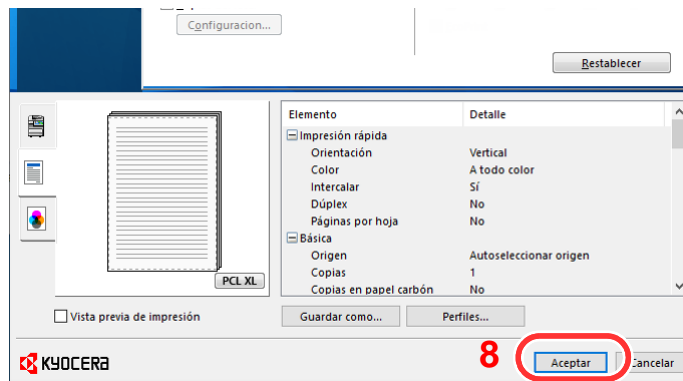 Configuracion...
Restablecer
Elemento Detalle
Impresión rápida
Orientación Vertical
Color A todo color
Intercalar Sí
Dúplex No
Páginas por hoja No
Básica
Origen Autoseleccionar origen
Copias 1
Copias en papel carbón No
PCL XL
Vista previa de impresión
Guardar como... Perfiles...
KYOCERA
8
Aceptar
Cancelar